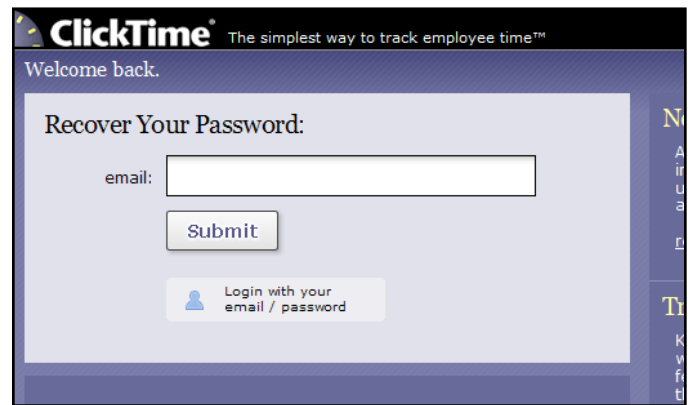 ClickTime® The simplest way to track employee time™
Welcome back.
Recover Your Password:
email:
Submit
Login with your
email / password